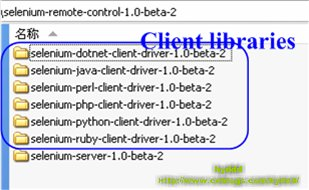 \selenium-remote-control-1.0-beta-2
名称
Client libraries
selenium-dotnet-client-driver-1.0-beta-2
selenium-java-client-driver-1.0-beta-2
selenium-perl-client-driver-1.0-beta-2
selenium-php-client-driver-1.0-beta-2
selenium-python-client-driver-1.0-beta-2
selenium-ruby-client-driver-1.0-beta-2
selenium-server-1.0-beta-2